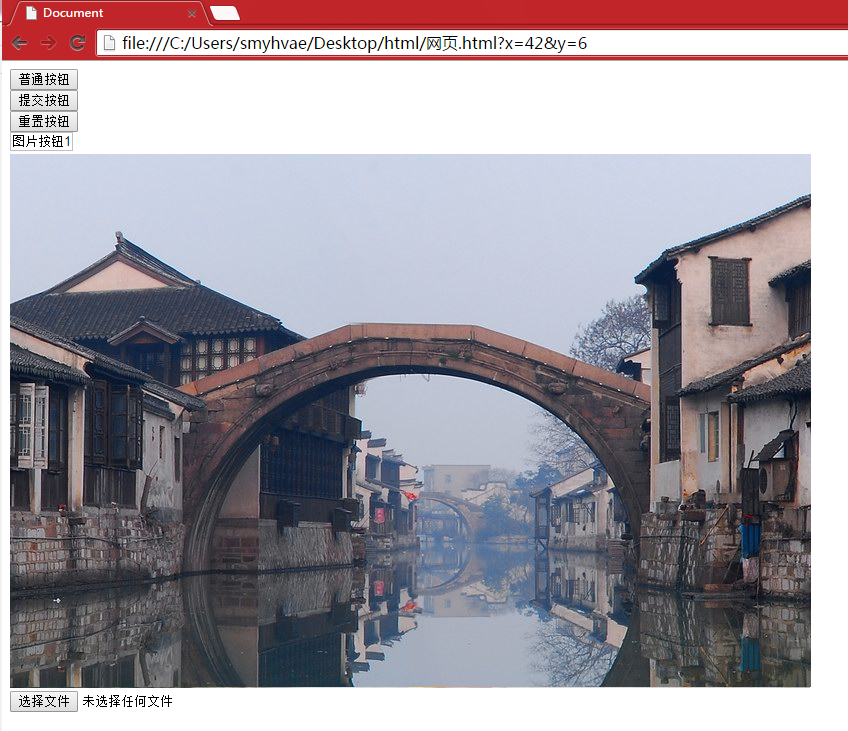 Document
file:///C:/Users/smyhvae/Desktop/html/网页.html?x=42&y=6
普通按钮
提交按钮
重置按钮
图片按钮1
选择文件 未选择任何文件